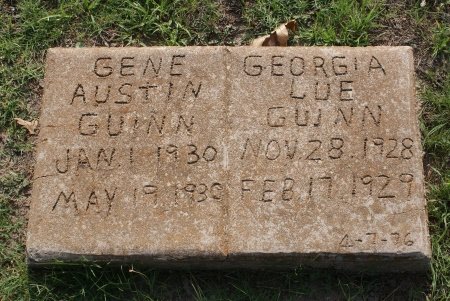 GENE
AUSTIN
GUINN
JAN. 1 1930
MAY 19. 1930
GEORGIA
LUE
GUINN
NOV. 28. 1928
FEB. 17. 1929
4-7-36